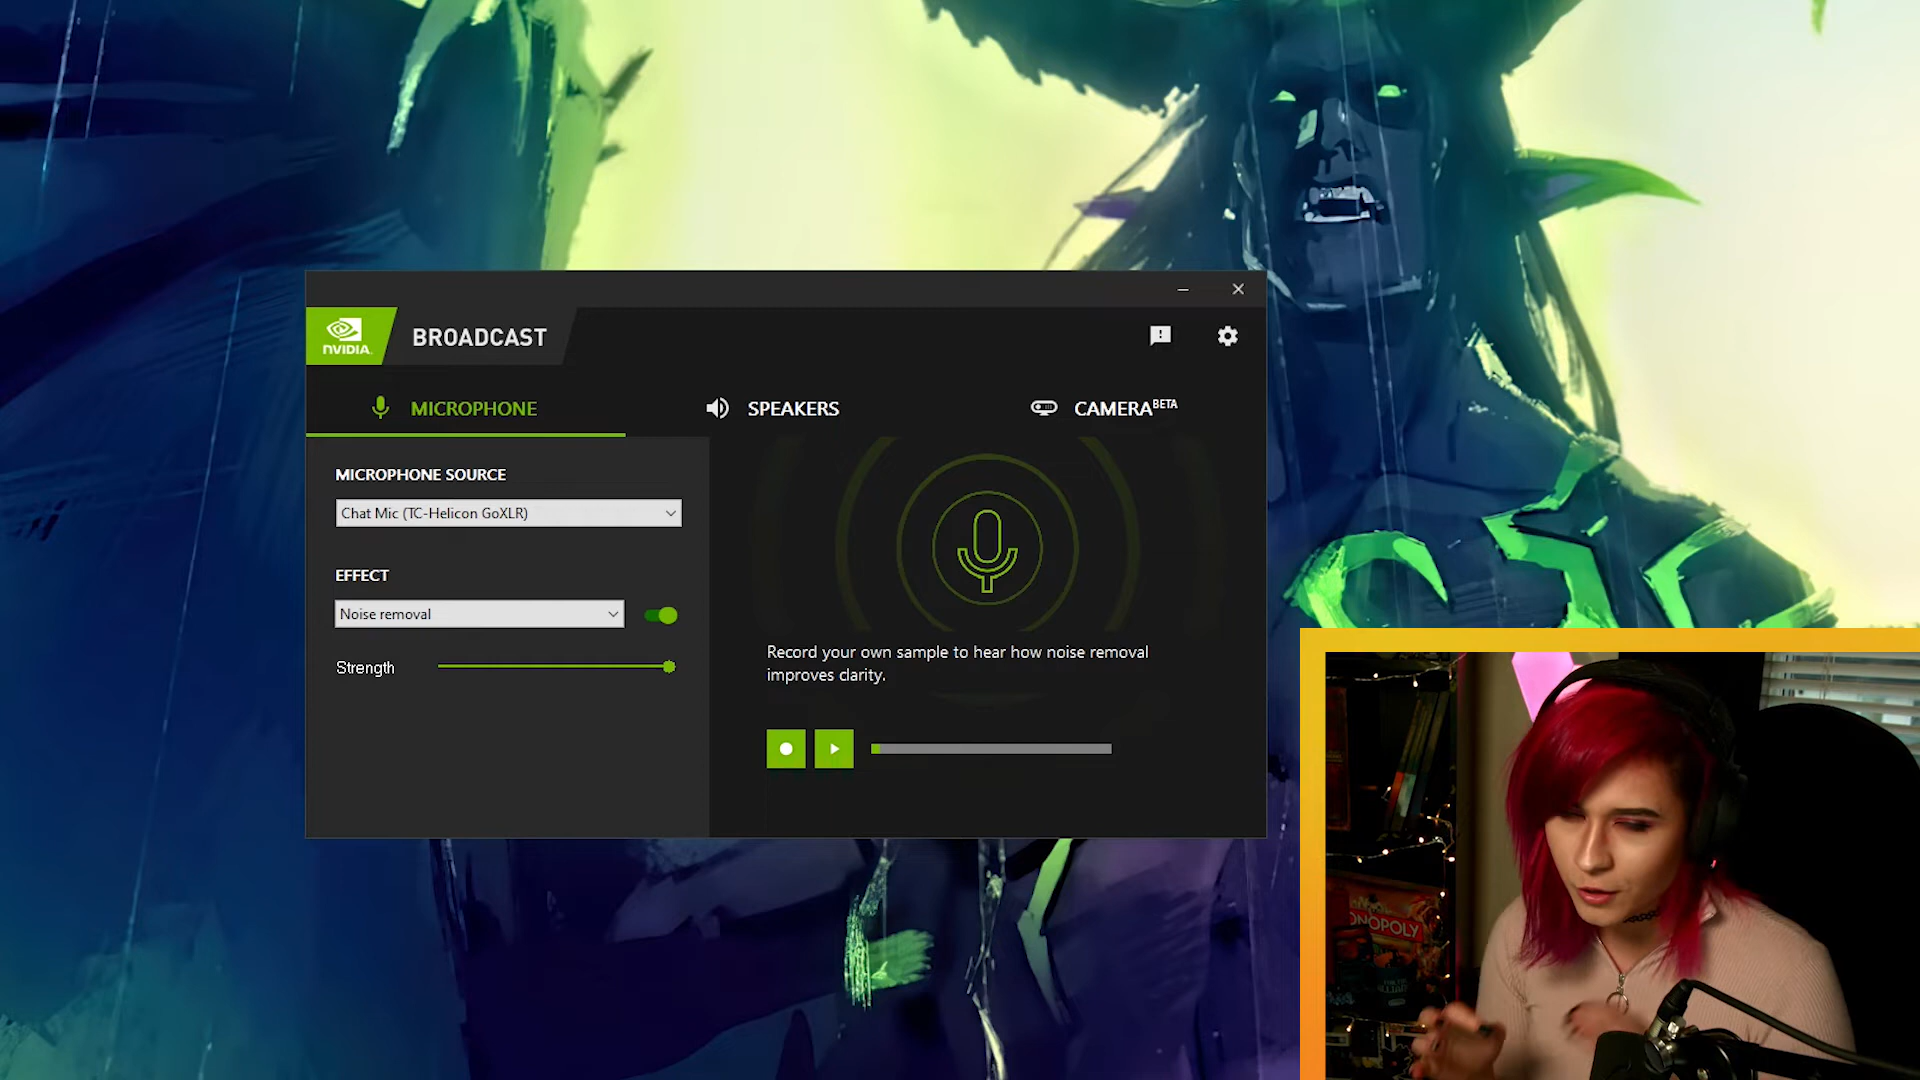 NVIDIA.
BROADCAST
MICROPHONE
SPEAKERS
CAMERA BETA
MICROPHONE SOURCE
Chat Mic (TC-Helicon GoXLR)
EFFECT
Noise removal
Strength
Record your own sample to hear how noise removal
improves clarity.
MONOPOLY